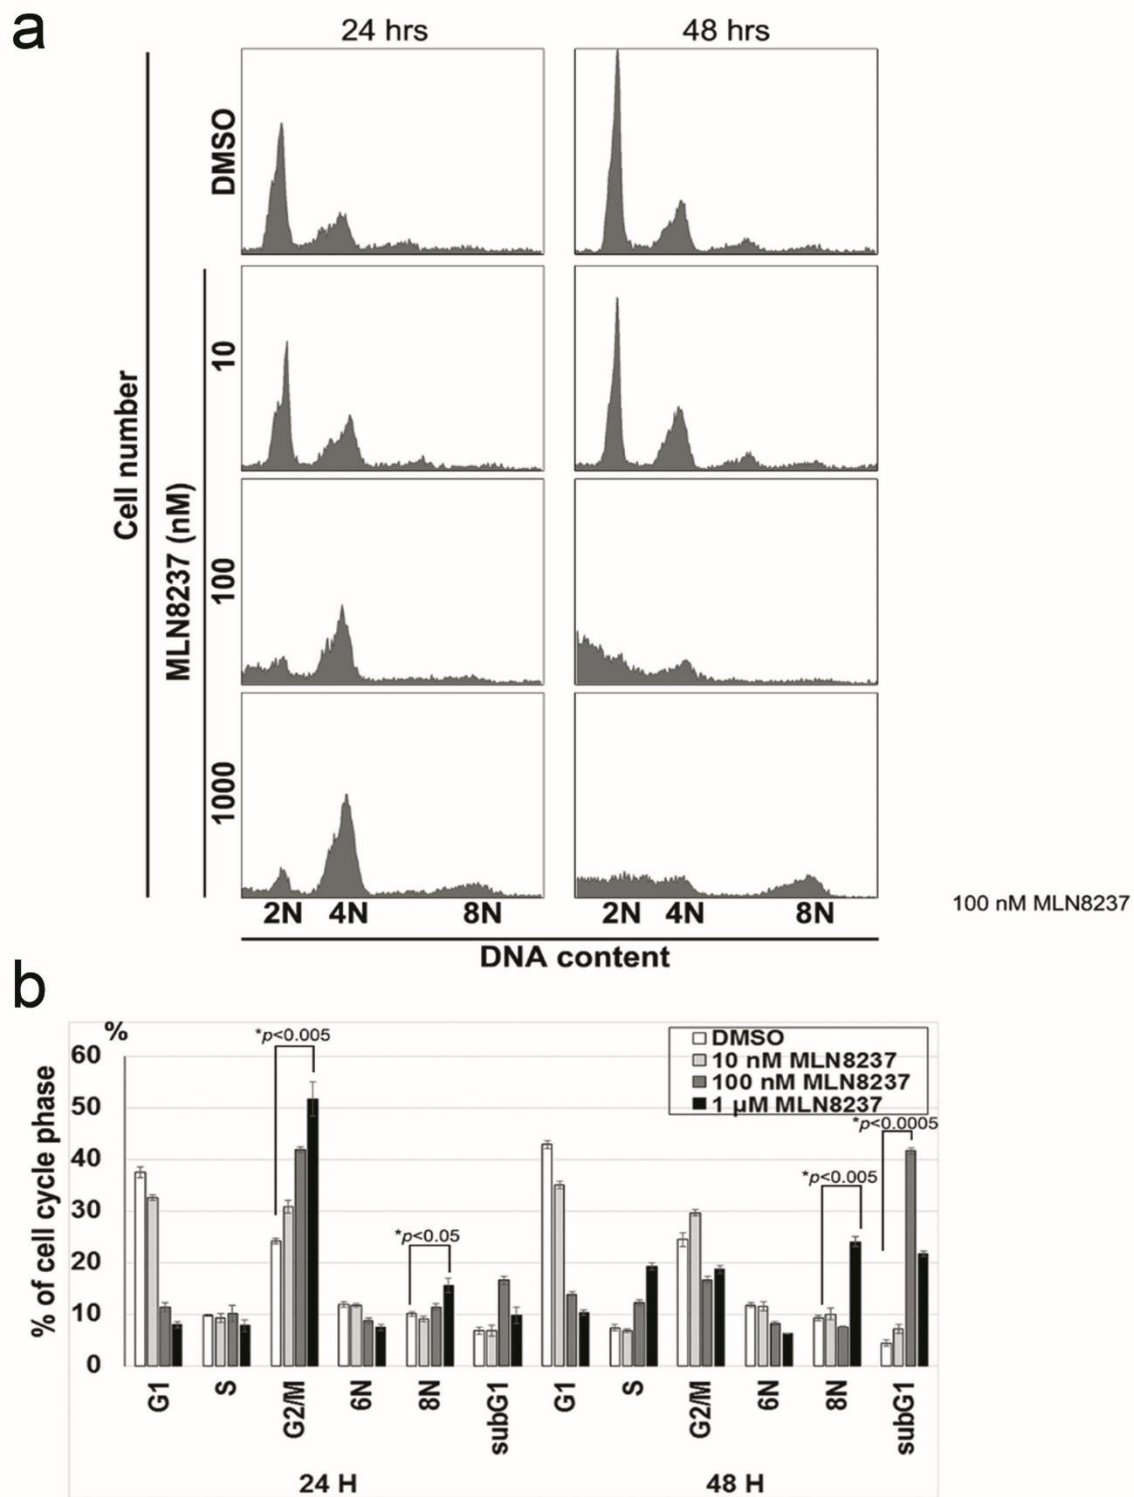 a
24 hrs
48 hrs
Cell number
MLN8237 (nM)
DMSO
10
100
1000
2N 4N 8N
2N 4N 8N
DNA content
100 nM MLN8237
b
%
% of cell cycle phase
60
50
40
30
20
10
0
*p<0.005
*p<0.05
DMSO
10 nM MLN8237
100 nM MLN8237
1 µM MLN8237
*p<0.0005
*p<0.005
G1 S G2/M 6N 8N subG1 G1 S G2/M 6N 8N subG1
24 H 48 H